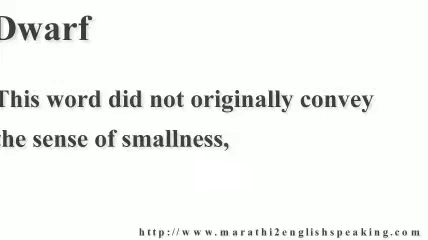 Dwarf
This word did not originally convey
the sense of smallness,
http://www.marathi2englishspeaking.com